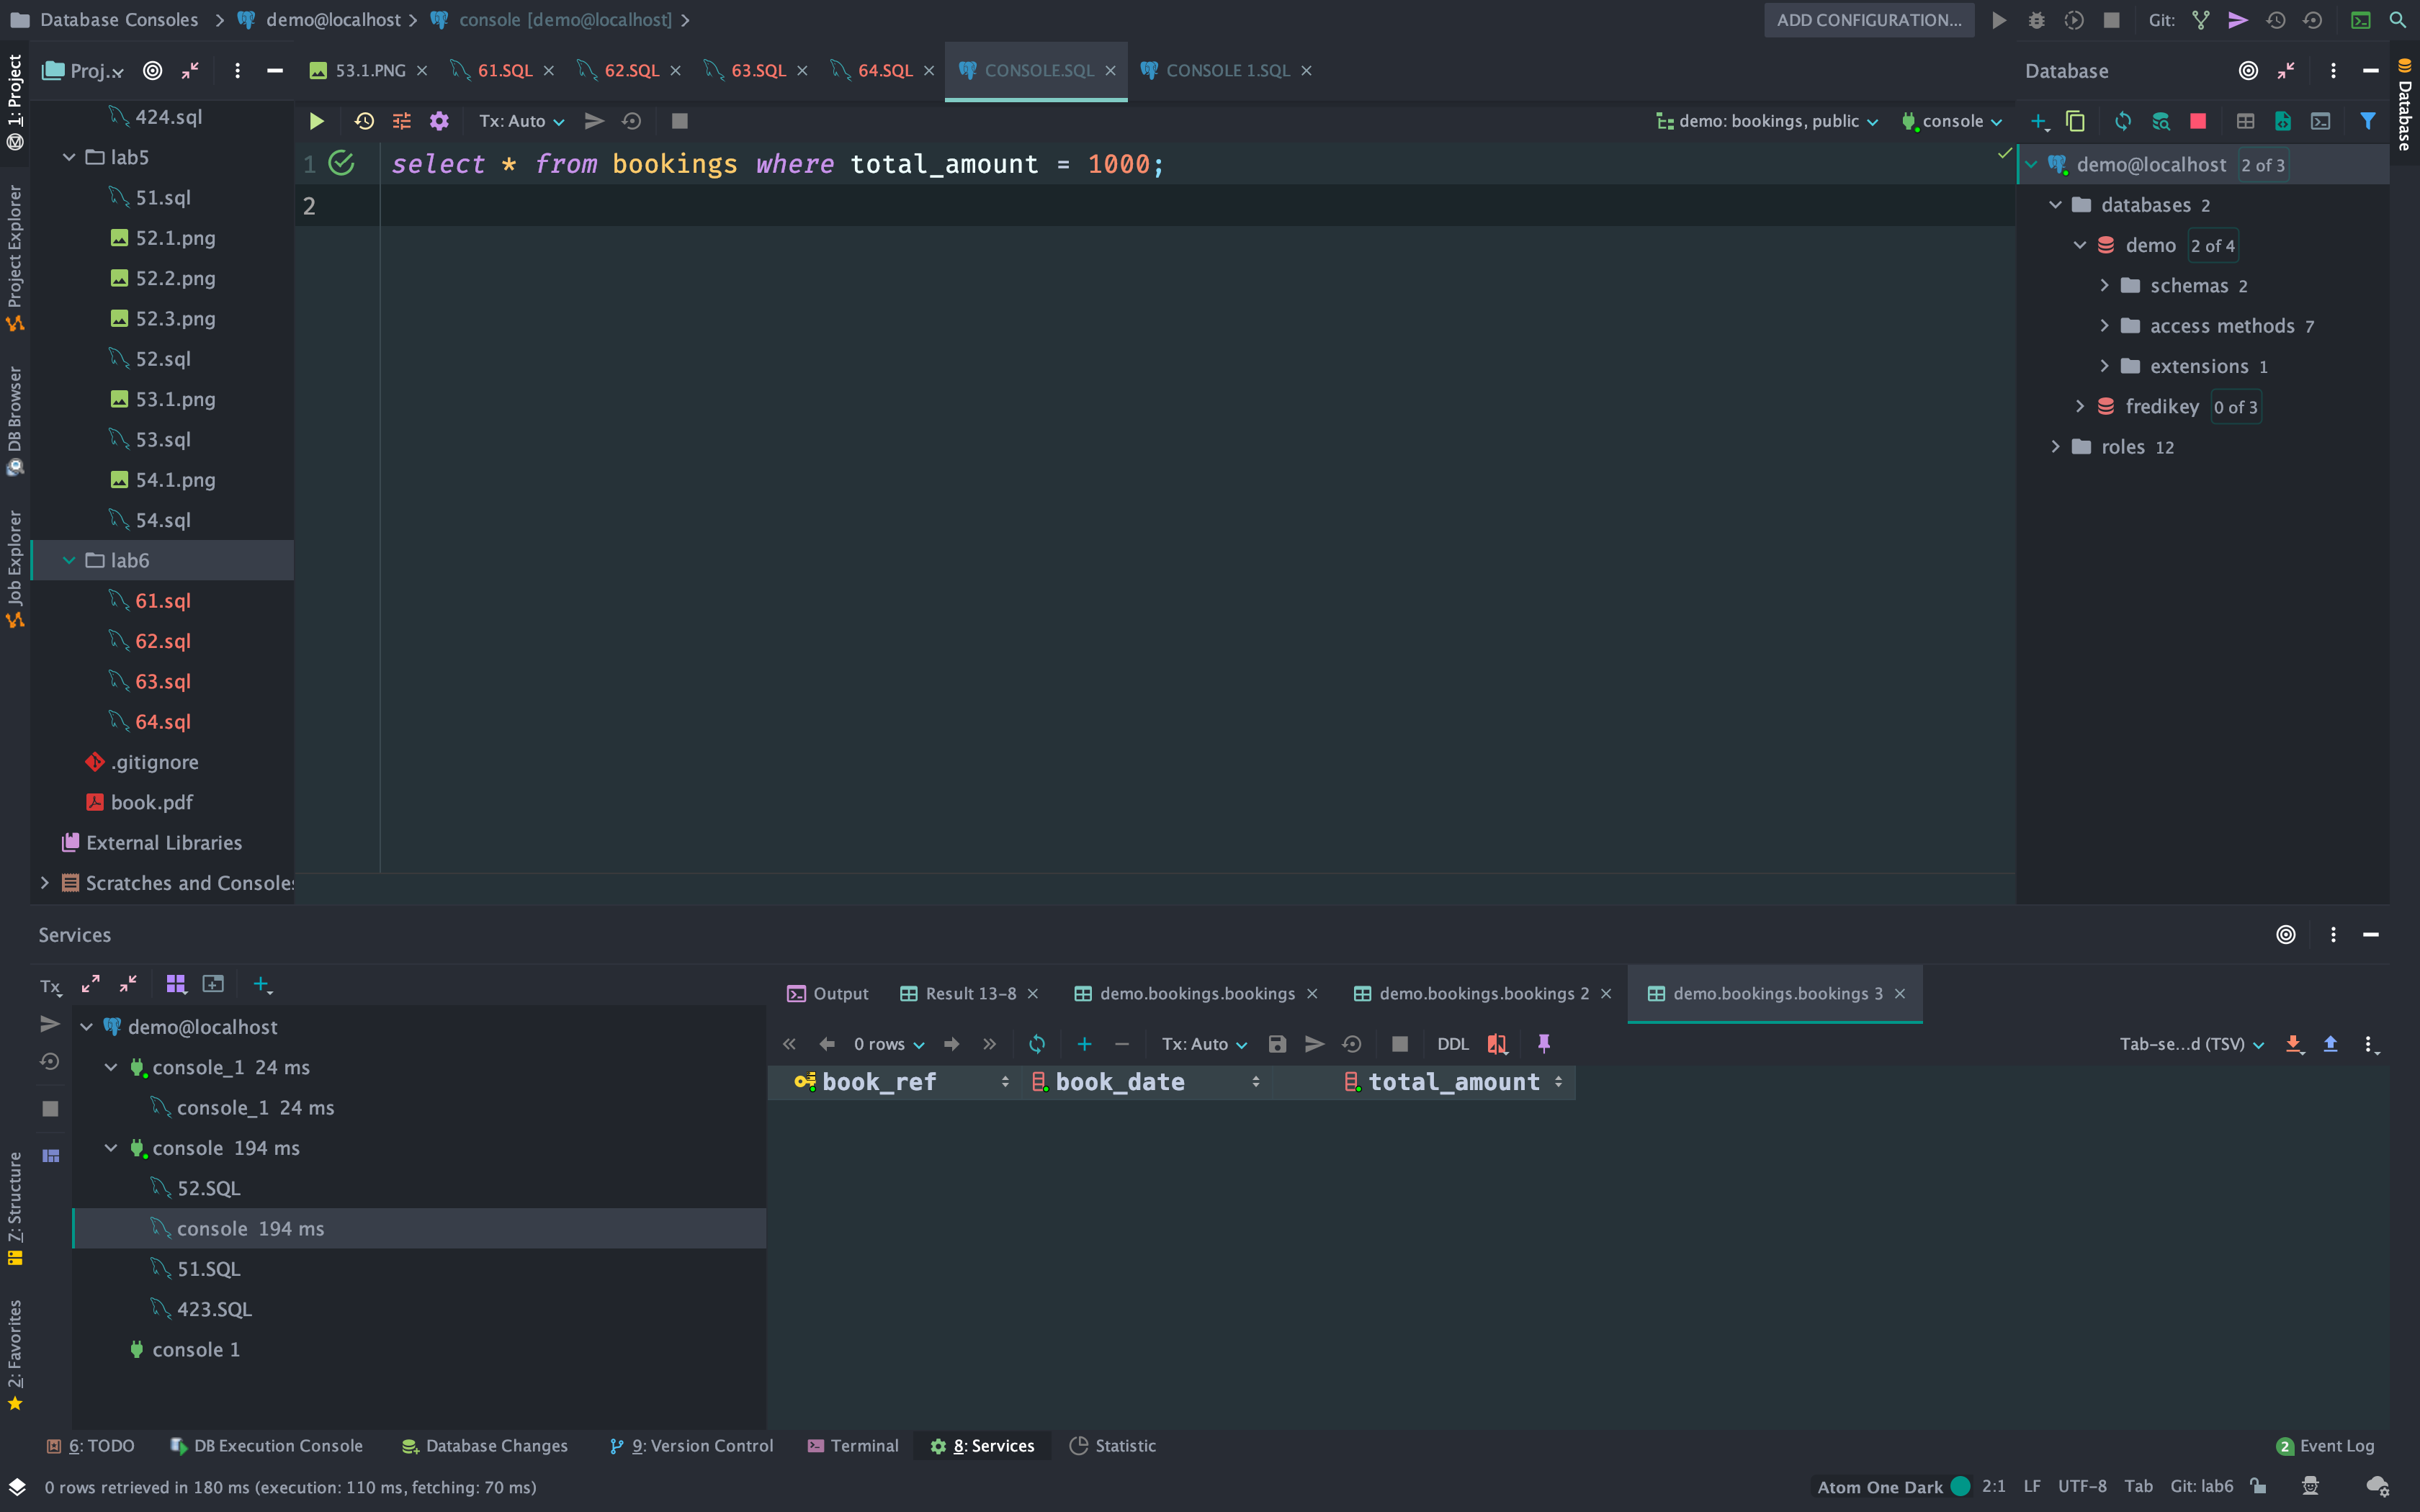 Database Consoles demo@localhost console [demo@localhost] ADD CONFIGURATION... Git:
1: Project
Project Explorer
DB Browser
Job Explorer
7: Structure
2: Favorites
Proj..
53.1.PNG 61.SQL 62.SQL 63.SQL 64.SQL CONSOLE.SQL CONSOLE 1.SQL
Database
Database
424.sql
lab5
51.sql
52.1.png
52.2.png
52.3.png
52.sql
53.1.png
53.sql
54.1.png
54.sql
lab6
61.sql
62.sql
63.sql
64.sql
.gitignore
book.pdf
External Libraries
Scratches and Consoles
Tx: Auto demo: bookings, public console
1 select * from bookings where total_amount = 1000;
2
demo@localhost 2 of 3
databases 2
demo 2 of 4
schemas 2
access methods 7
extensions 1
fredikey 0 of 3
roles 12
Services
Tx
demo@localhost
console_1 24 ms
console_1 24 ms
console 194 ms
52.SQL
console 194 ms
51.SQL
423.SQL
console 1
Output Result 13-8 demo.bookings.bookings demo.bookings.bookings 2 demo.bookings.bookings 3
0 rows Tx: Auto DDL Tab-se...d (TSV)
book_ref book_date total_amount
6: TODO DB Execution Console Database Changes 9: Version Control Terminal 8: Services Statistic 2 Event Log
0 rows retrieved in 180 ms (execution: 110 ms, fetching: 70 ms) Atom One Dark 2:1 LF UTF-8 Tab Git: lab6